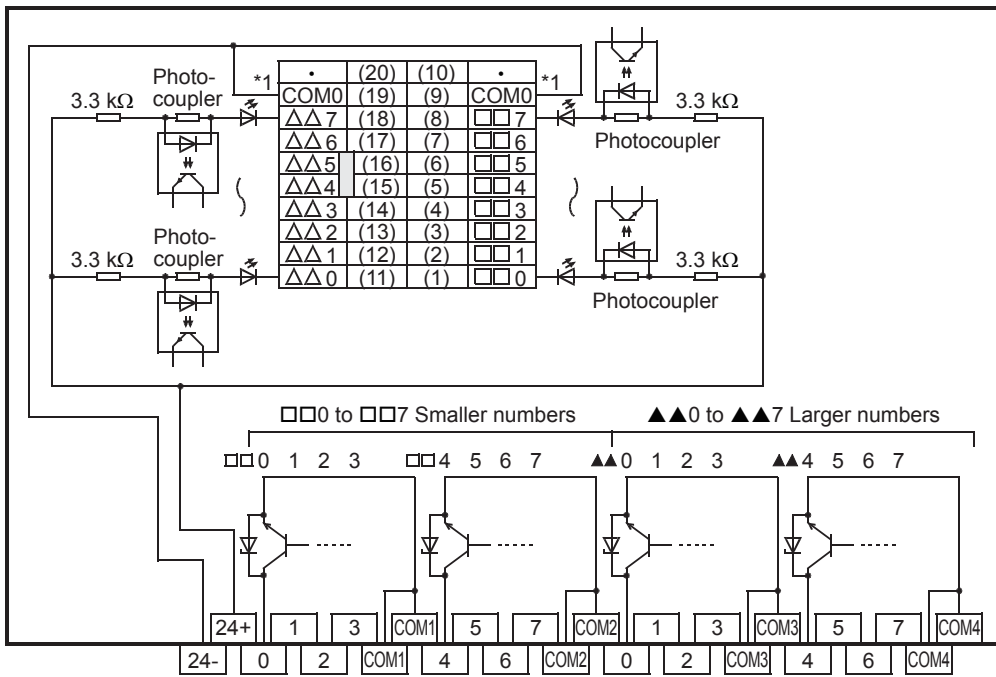 Photo-
coupler
3.3 kΩ
*1
• (20) (10) •
COM0 (19) (9) COM0
△△7 (18) (8) □□7
△△6 (17) (7) □□6
△△5 (16) (6) □□5
△△4 (15) (5) □□4
△△3 (14) (4) □□3
△△2 (13) (3) □□2
△△1 (12) (2) □□1
△△0 (11) (1) □□0
*1
3.3 kΩ
Photocoupler
Photo-
coupler
3.3 kΩ
3.3 kΩ
Photocoupler
□□0 to □□7 Smaller numbers ▲▲0 to ▲▲7 Larger numbers
□□0 1 2 3 □□4 5 6 7 ▲▲0 1 2 3 ▲▲4 5 6 7
24+ 1 3 COM1 5 7 COM2 1 3 COM3 5 7 COM4
24- 0 2 COM1 4 6 COM2 0 2 COM3 4 6 COM4